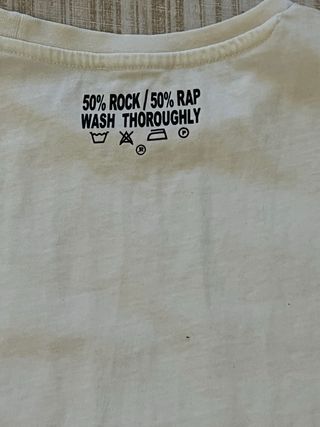 50% ROCK / 50% RAP
WASH THOROUGHLY
P
R